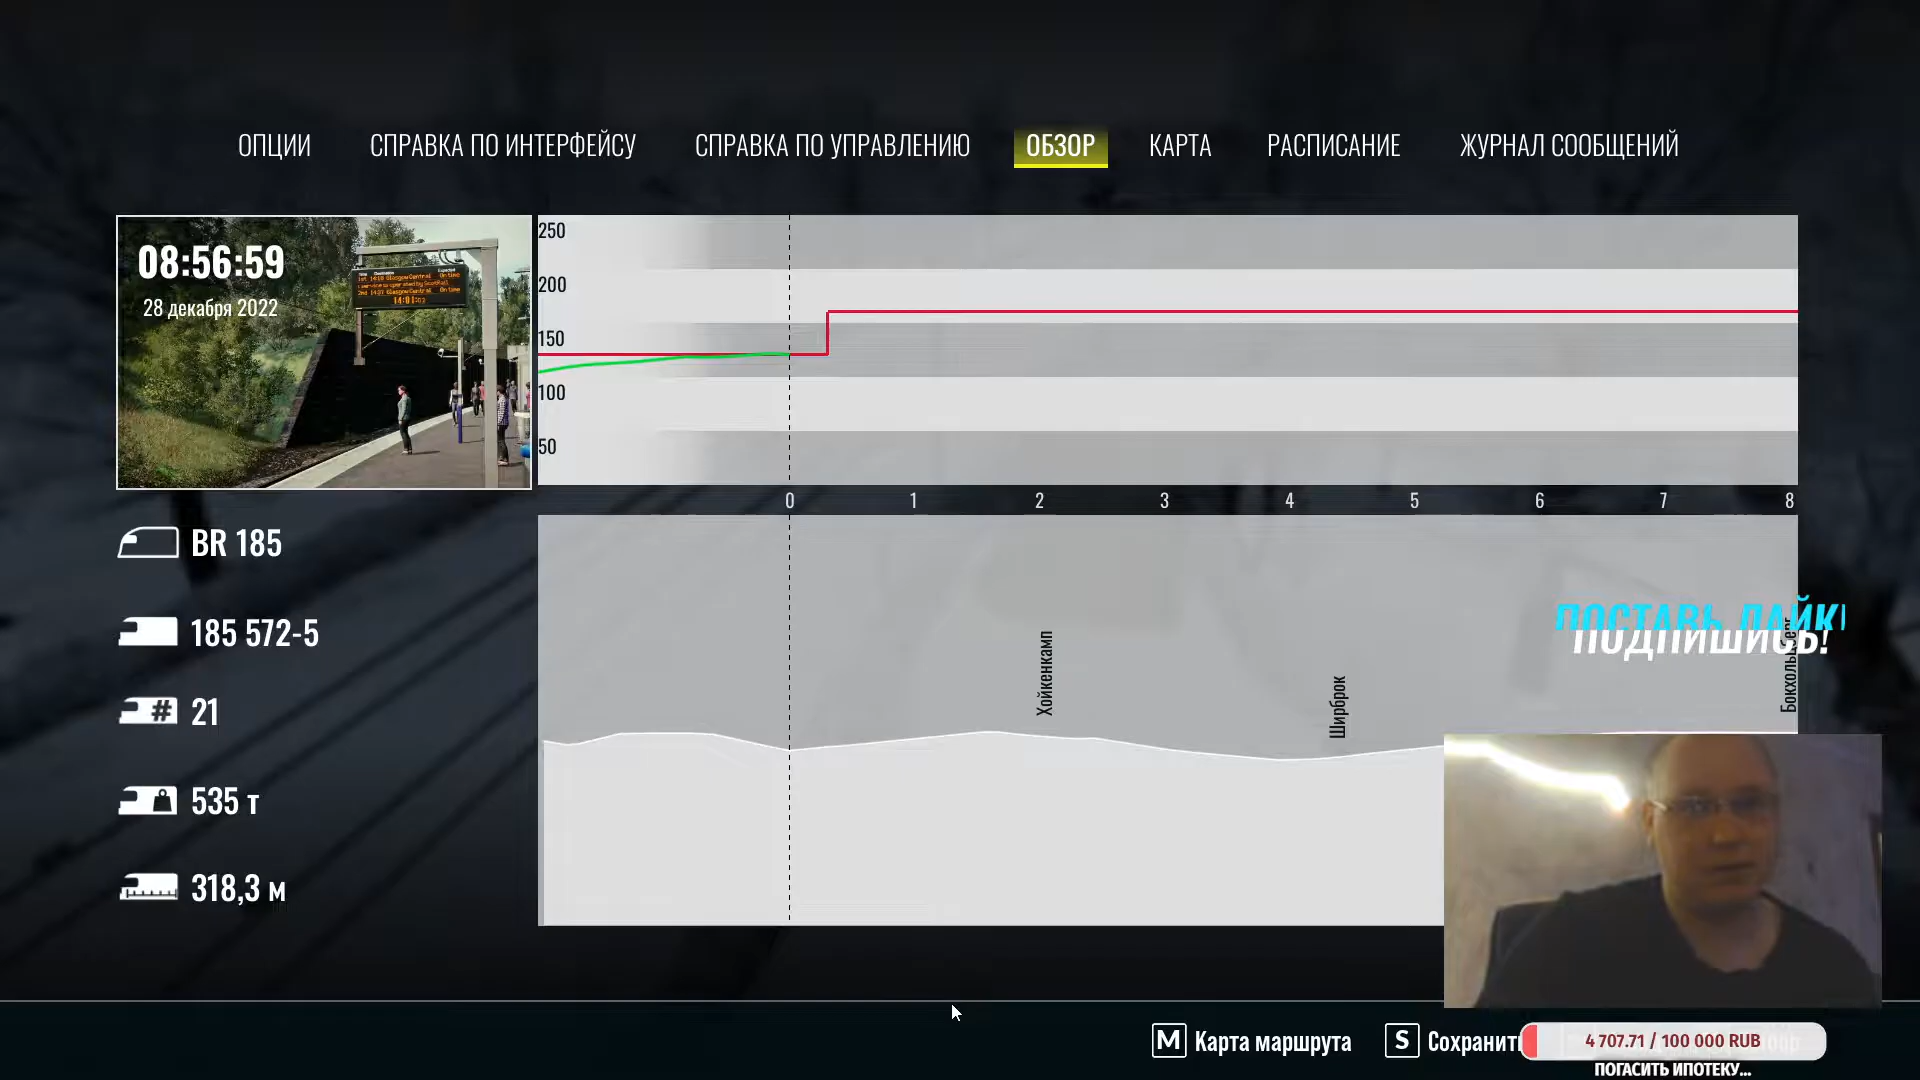 ОПЦИИ
СПРАВКА ПО ИНТЕРФЕЙСУ
СПРАВКА ПО УПРАВЛЕНИЮ
ОБЗОР
КАРТА
РАСПИСАНИЕ
ЖУРНАЛ СООБЩЕНИЙ
08:56:59
28 декабря 2022
250
200
150
100
50
0 1 2 3 4 5 6 7 8
BR 185
185 572-5
# 21
535 т
318,3 м
Хойкенкамп
Ширброк
ПОСТАВЬ ЛАЙК!
ПОДПИШИСЬ!
M Карта маршрута
S Сохранить
4 707.71 / 100 000 RUB
ПОГАСИТЬ ИПОТЕКУ...